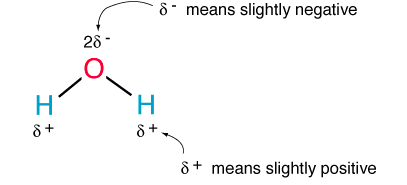 δ - means slightly negative
2δ -
O
H H
δ + δ +
δ + means slightly positive